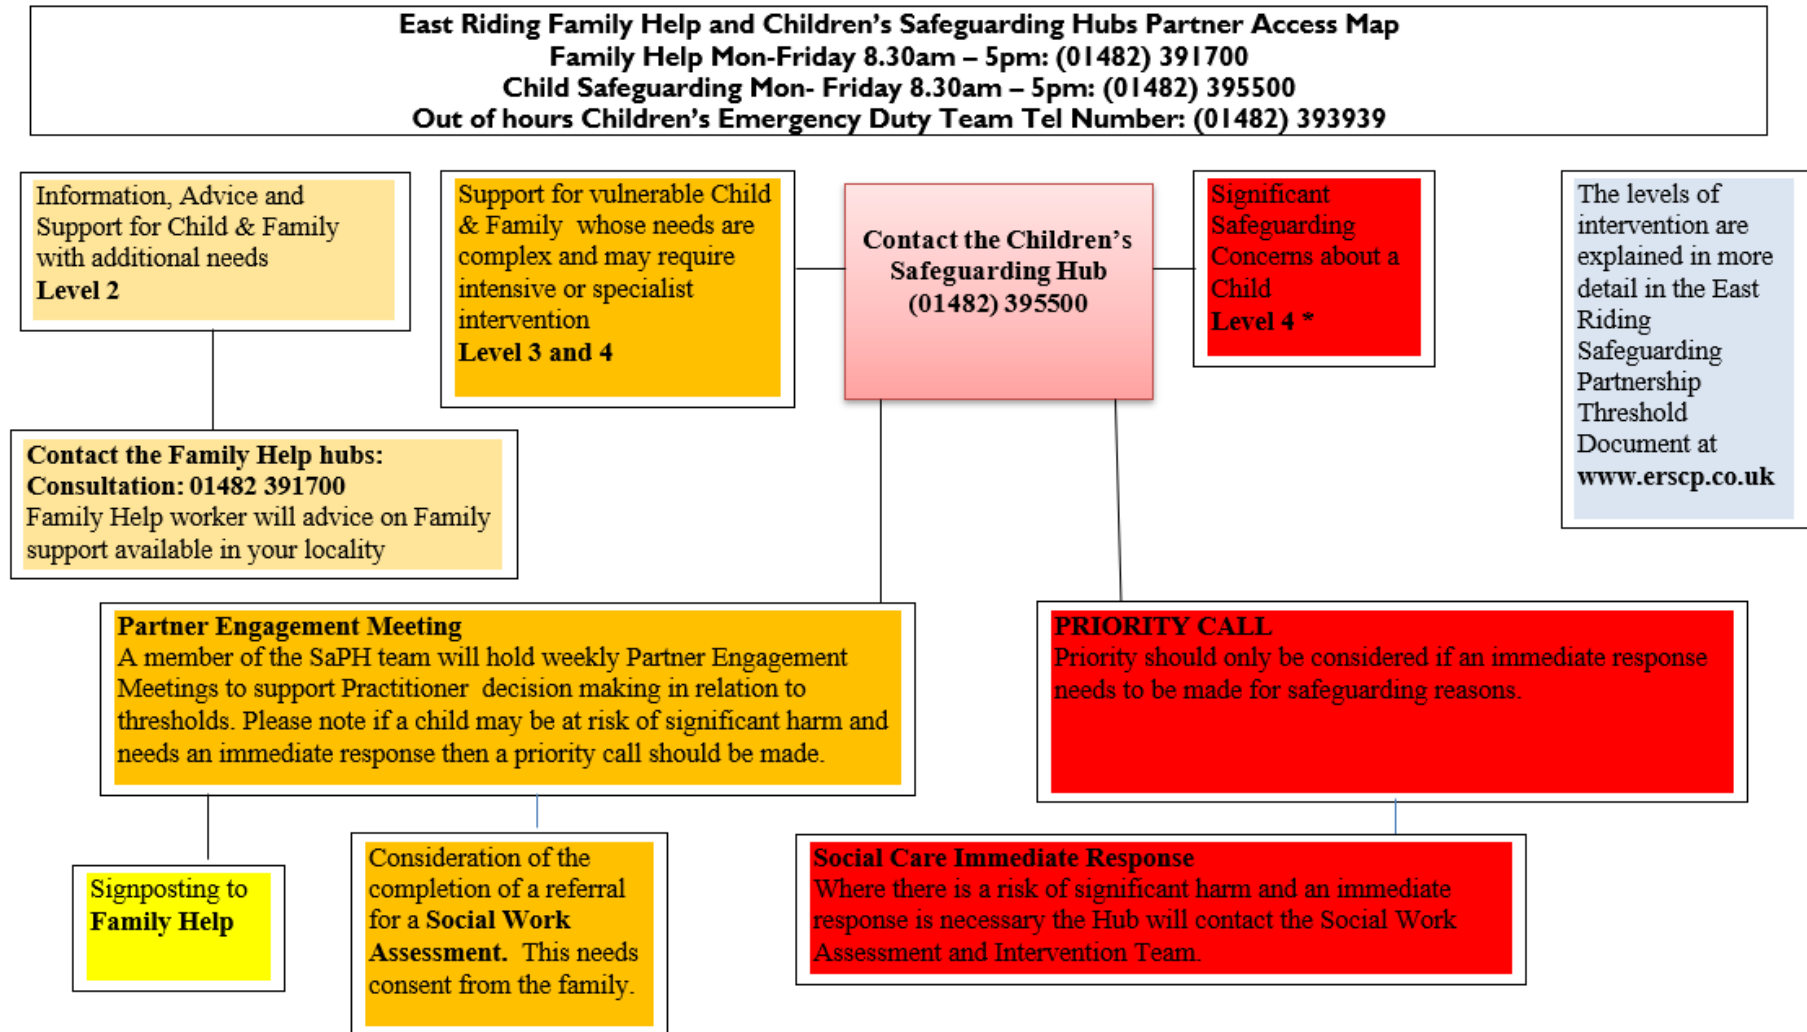 East Riding Family Help and Children’s Safeguarding Hubs Partner Access Map
Family Help Mon-Friday 8.30am – 5pm: (01482) 391700
Child Safeguarding Mon- Friday 8.30am – 5pm: (01482) 395500
Out of hours Children’s Emergency Duty Team Tel Number: (01482) 393939
Information, Advice and
Support for Child & Family
with additional needs
Level 2
Support for vulnerable Child
& Family  whose needs are
complex and may require
intensive or specialist
intervention
Level 3 and 4
Contact the Children’s
Safeguarding Hub
(01482) 395500
Significant
Safeguarding
Concerns about a
Child
Level 4 *
The levels of
intervention are
explained in more
detail in the East
Riding
Safeguarding
Partnership
Threshold
Document at
www.erscp.co.uk
Contact the Family Help hubs:
Consultation: 01482 391700
Family Help worker will advice on Family
support available in your locality
Partner Engagement Meeting
A member of the SaPH team will hold weekly Partner Engagement
Meetings to support Practitioner  decision making in relation to
thresholds. Please note if a child may be at risk of significant harm and
needs an immediate response then a priority call should be made.
PRIORITY CALL
Priority should only be considered if an immediate response
needs to be made for safeguarding reasons.
Signposting to
Family Help
Consideration of the
completion of a referral
for a Social Work
Assessment.  This needs
consent from the family.
Social Care Immediate Response
Where there is a risk of significant harm and an immediate
response is necessary the Hub will contact the Social Work
Assessment and Intervention Team.